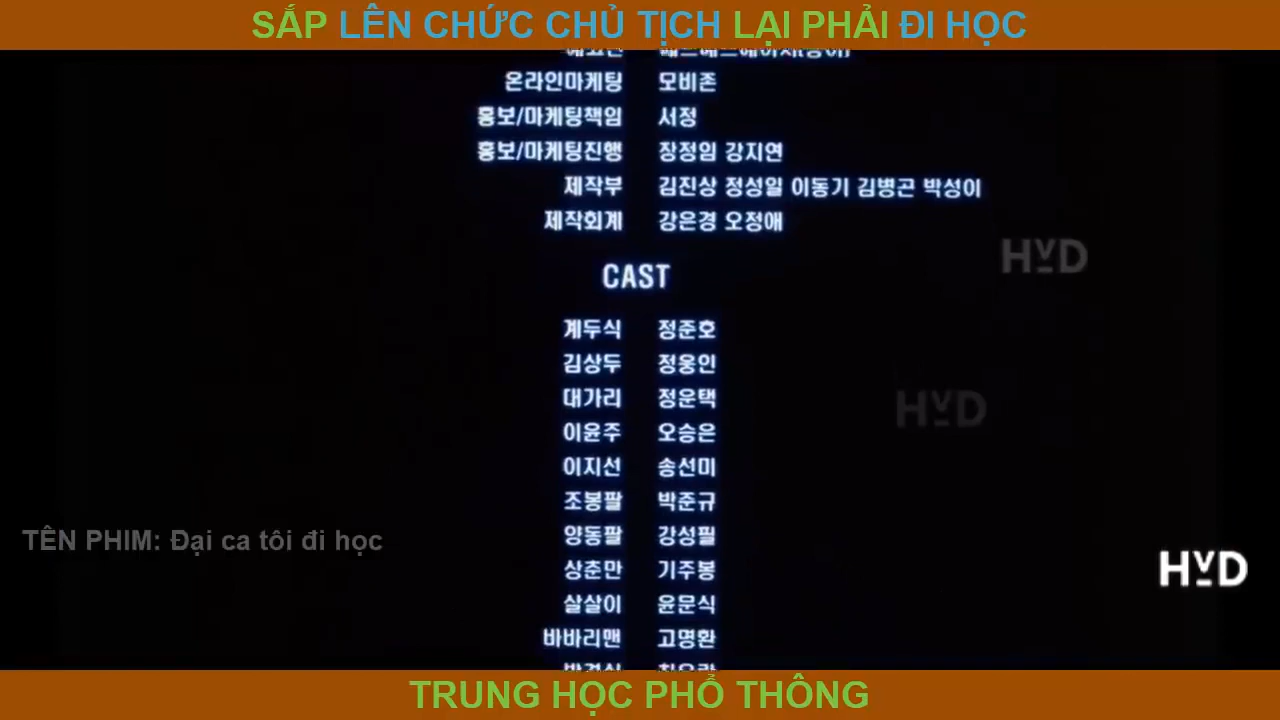 SẮP LÊN CHỨC CHỦ TỊCH LẠI PHẢI ĐI HỌC
온라인마케팅 모비존
홍보/마케팅책임 서정
홍보/마케팅진행 장정임 강지연
제작부 김진상 정성일 이동기 김병곤 박성이
제작회계 강은경 오정애
HVD
CAST
계두식 정준호
김상두 정웅인
대가리 정운택
HVD
이윤주 오승은
이지선 송선미
조봉팔 박준규
양동팔 강성필
TÊN PHIM: Đại ca tôi đi học
상춘만 기주봉
HVD
살살이 윤문식
바바리맨 고명환
TRUNG HỌC PHỔ THÔNG